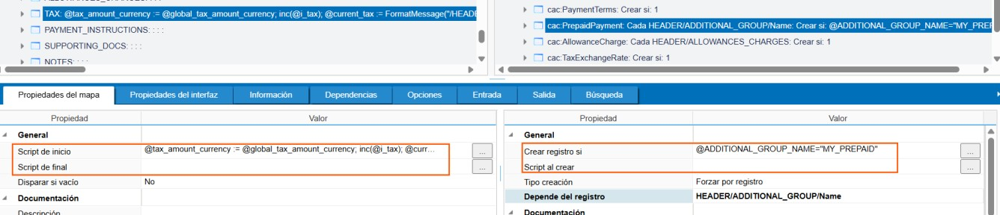 TAX: @tax_amount_currency := @global_tax_amount_currency; inc(@i_tax); @current_tax := FormatMessage("/HEADE
PAYMENT_INSTRUCTIONS: : : :
SUPPORTING_DOCS: : : :
NOTES: : : :
cac:PaymentTerms: Crear si: 1
cac:PrepaidPayment: Cada HEADER/ADDITIONAL_GROUP/Name: Crear si: @ADDITIONAL_GROUP_NAME="MY_PREP
cac:AllowanceCharge: Cada HEADER/ALLOWANCES_CHARGES: Crear si: 1
cac:TaxExchangeRate: Crear si: 1
Propiedades del mapa Propiedades del interfaz Información Dependencias Opciones Entrada Salida Búsqueda
Propiedad Valor
General
Script de inicio @tax_amount_currency := @global_tax_amount_currency; inc(@i_tax); @curr... ...
Script de final ...
Disparar si vacío No
Documentación
Descripción
Propiedad Valor
General
Crear registro si @ADDITIONAL_GROUP_NAME="MY_PREPAID" ...
Script al crear ...
Tipo creación Forzar por registro
Depende del registro HEADER/ADDITIONAL_GROUP/Name
Documentación